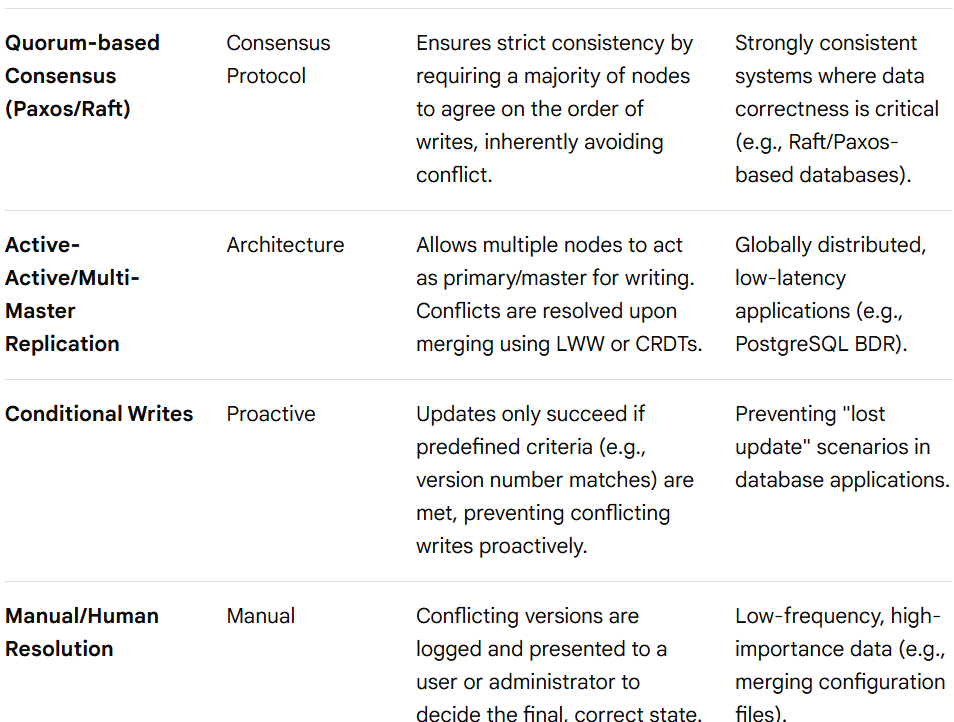 Quorum-based
Consensus
(Paxos/Raft)
Consensus
Protocol
Ensures strict consistency by
requiring a majority of nodes
to agree on the order of
writes, inherently avoiding
conflict.
Strongly consistent
systems where data
correctness is critical
(e.g., Raft/Paxos-
based databases).
Active-
Active/Multi-
Master
Replication
Architecture
Allows multiple nodes to act
as primary/master for writing.
Conflicts are resolved upon
merging using LWW or CRDTs.
Globally distributed,
low-latency
applications (e.g.,
PostgreSQL BDR).
Conditional Writes
Proactive
Updates only succeed if
predefined criteria (e.g.,
version number matches) are
met, preventing conflicting
writes proactively.
Preventing "lost
update" scenarios in
database applications.
Manual/Human
Resolution
Manual
Conflicting versions are
logged and presented to a
user or administrator to
decide the final, correct state.
Low-frequency, high-
importance data (e.g.,
merging configuration
files).